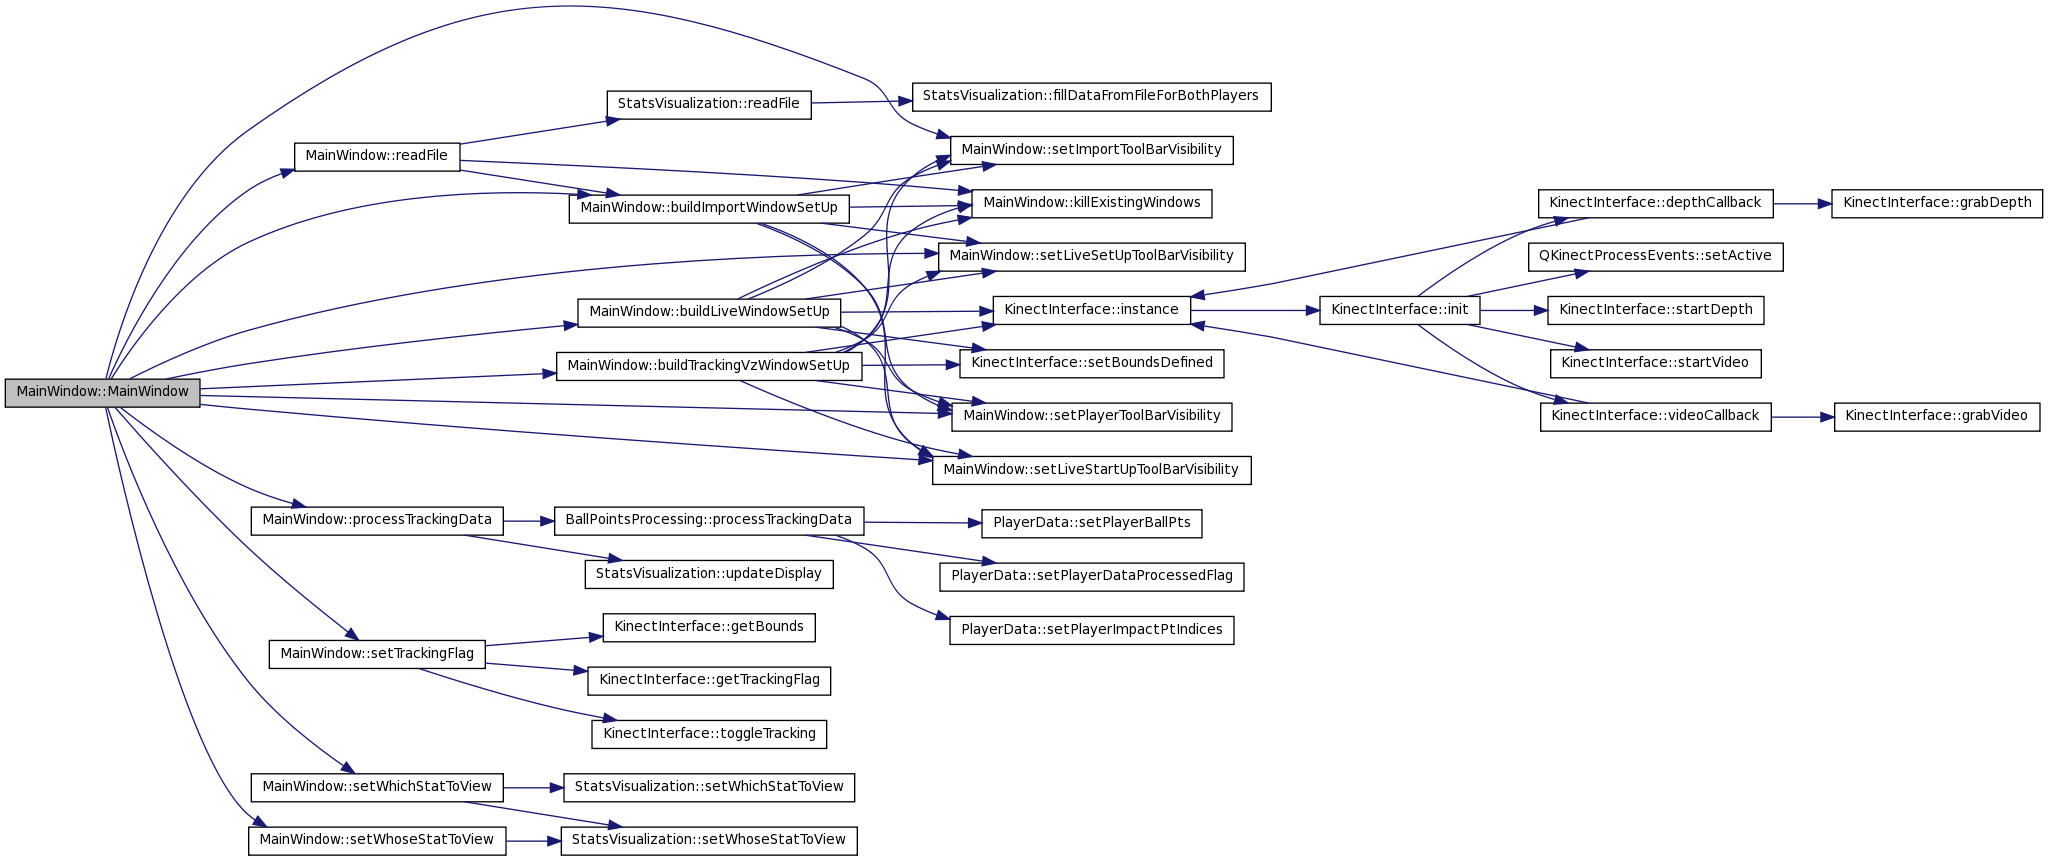 StatsVisualization::readFile
StatsVisualization::fillDataFromFileForBothPlayers
MainWindow::readFile
MainWindow::setImportToolBarVisibility
MainWindow::buildImportWindowSetUp
MainWindow::killExistingWindows
KinectInterface::depthCallback
KinectInterface::grabDepth
MainWindow::setLiveSetUpToolBarVisibility
QKinectProcessEvents::setActive
MainWindow::buildLiveWindowSetUp
KinectInterface::instance
KinectInterface::init
KinectInterface::startDepth
MainWindow::buildTrackingVzWindowSetUp
KinectInterface::setBoundsDefined
KinectInterface::startVideo
MainWindow::MainWindow
MainWindow::setPlayerToolBarVisibility
KinectInterface::videoCallback
KinectInterface::grabVideo
MainWindow::setLiveStartUpToolBarVisibility
MainWindow::processTrackingData
BallPointsProcessing::processTrackingData
PlayerData::setPlayerBallPts
StatsVisualization::updateDisplay
PlayerData::setPlayerDataProcessedFlag
KinectInterface::getBounds
PlayerData::setPlayerImpactPtIndices
MainWindow::setTrackingFlag
KinectInterface::getTrackingFlag
KinectInterface::toggleTracking
MainWindow::setWhichStatToView
StatsVisualization::setWhichStatToView
MainWindow::setWhoseStatToView
StatsVisualization::setWhoseStatToView